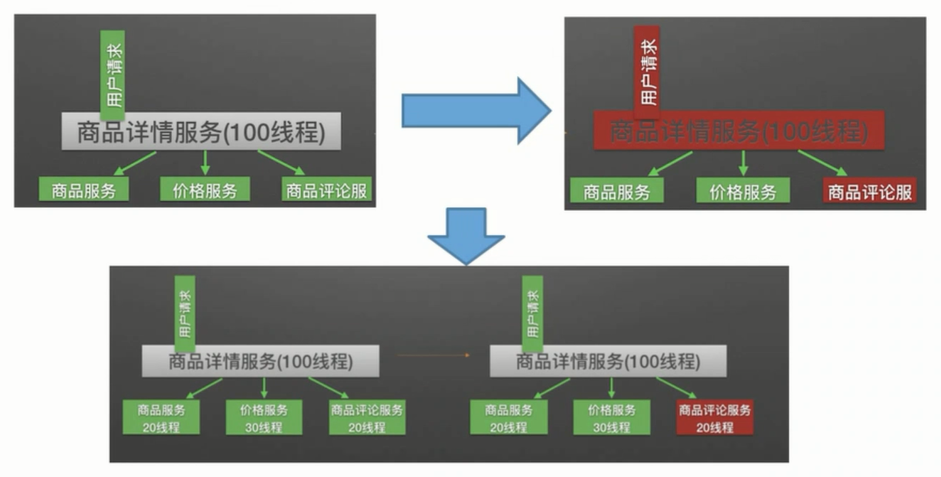 用户请求
商品详情服务(100线程)
商品服务
价格服务
商品评论服
用户请求
商品详情服务(100线程)
商品服务
价格服务
商品评论服
用户请求
商品详情服务(100线程)
商品服务
20线程
价格服务
30线程
商品评论服务
20线程
用户请求
商品详情服务(100线程)
商品服务
20线程
价格服务
30线程
商品评论服务
20线程